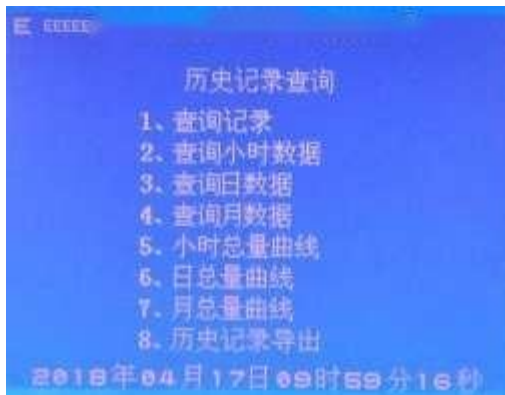 E EEEEE
历史记录查询
1、查询记录
2、查询小时数据
3、查询日数据
4、查询月数据
5、小时总量曲线
6、日总量曲线
7、月总量曲线
8、历史记录导出
2018年04月17日09时59分16秒